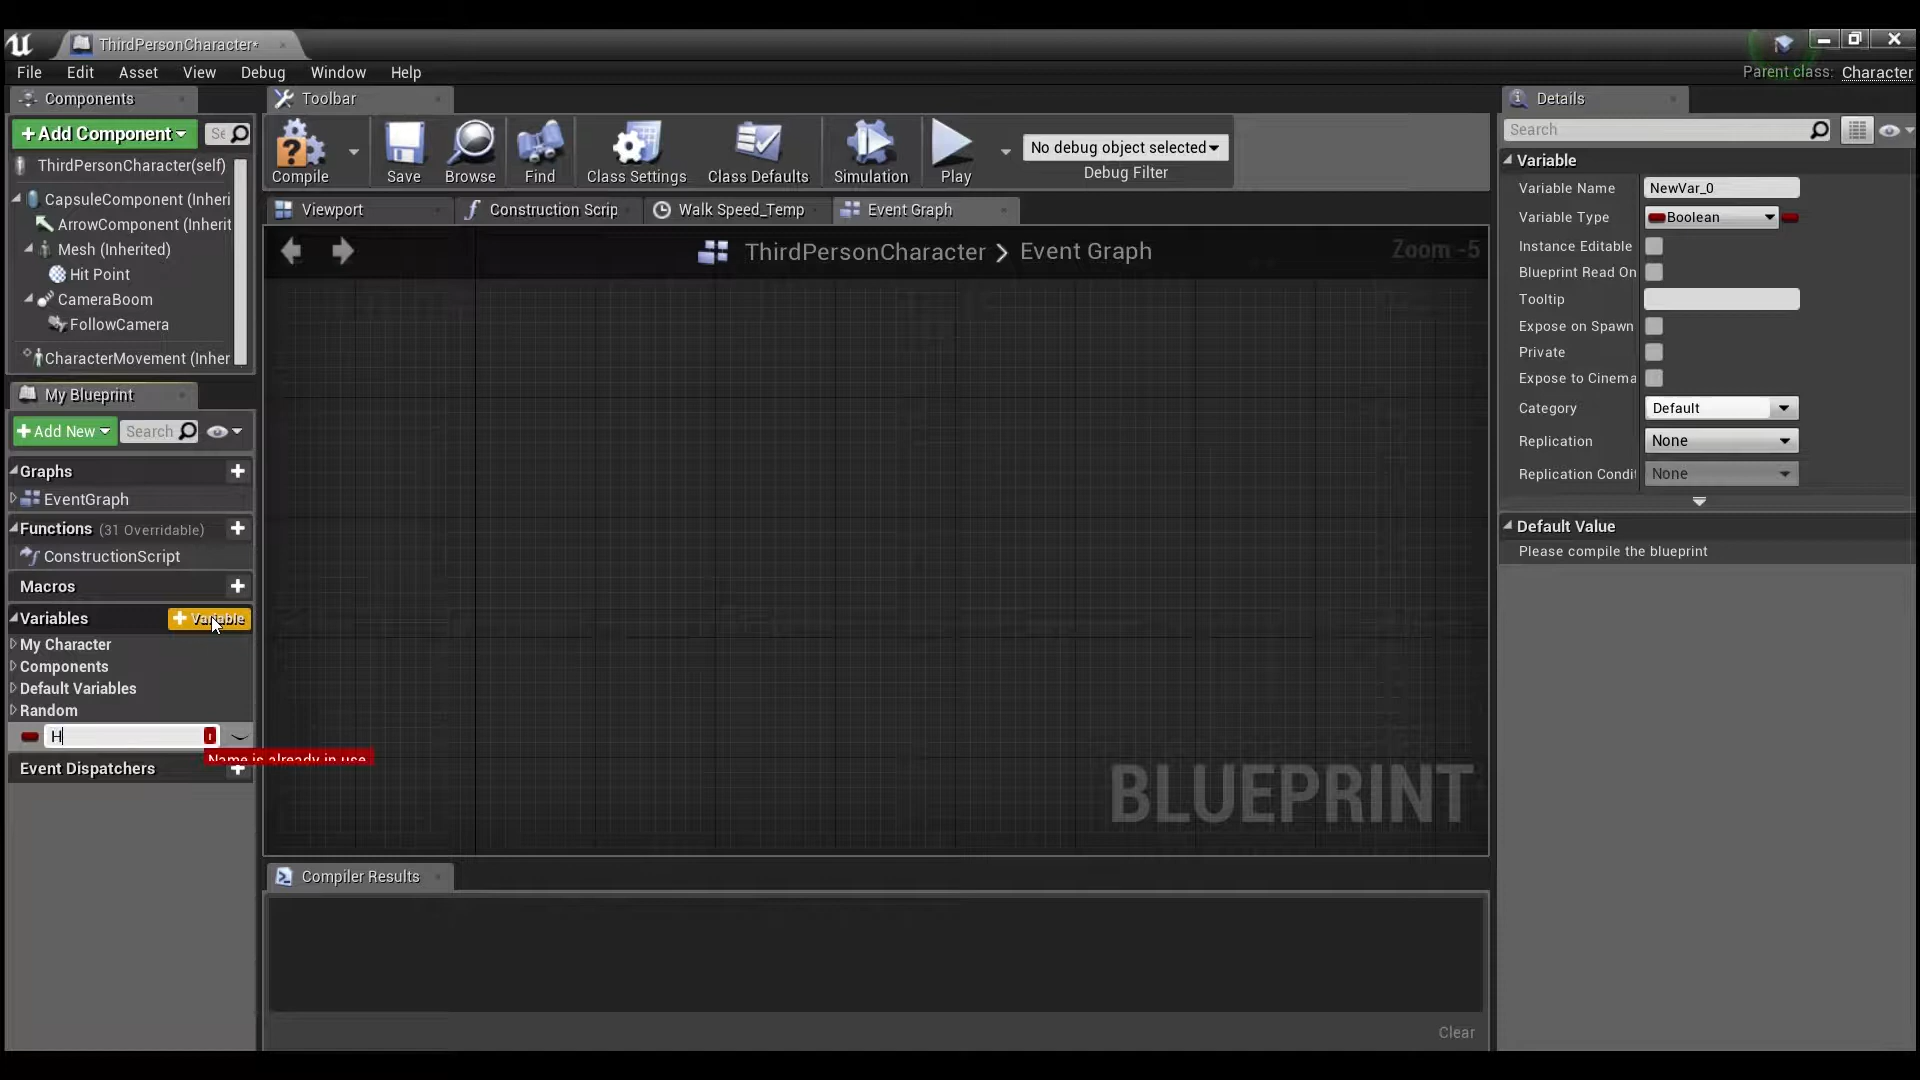 ThirdPersonCharacter*
File Edit Asset View Debug Window Help
Parent class: Character
Components
Add Component
Se
ThirdPersonCharacter(self)
CapsuleComponent (Inheri
ArrowComponent (Inherit
Mesh (Inherited)
Hit Point
CameraBoom
FollowCamera
CharacterMovement (Inher
My Blueprint
Add New
Search
Graphs
EventGraph
Functions (31 Overridable)
ConstructionScript
Macros
Variables
Variable
My Character
Components
Default Variables
Random
H
Name is already in use
Event Dispatchers
Toolbar
Compile
Save
Browse
Find
Class Settings
Class Defaults
Simulation
Play
No debug object selected
Debug Filter
Viewport
Construction Scrip
Walk Speed_Temp
Event Graph
ThirdPersonCharacter > Event Graph
Zoom -5
BLUEPRINT
Compiler Results
Clear
Details
Search
Variable
Variable Name NewVar_0
Variable Type Boolean
Instance Editable
Blueprint Read On
Tooltip
Expose on Spawn
Private
Expose to Cinema
Category Default
Replication None
Replication Condit None
Default Value
Please compile the blueprint